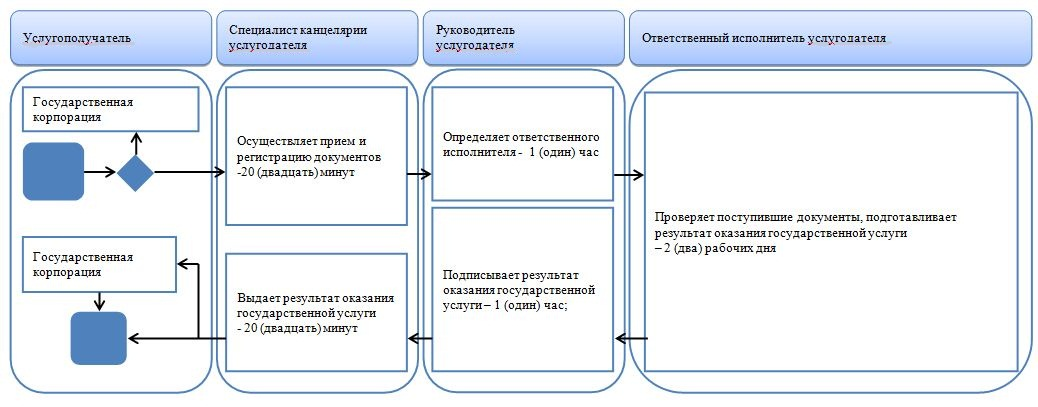 Услугополучатель
Специалист канцелярии
услугодателя
Руководитель
услугодателя
Ответственный исполнитель услугодателя
Государственная
корпорация
Осуществляет прием и
регистрацию документов
-20 (двадцать) минут
Определяет ответственного
исполнителя - 1 (один) час
Проверяет поступившие документы, подготавливает
результат оказания государственной услуги
– 2 (два) рабочих дня
Государственная
корпорация
Выдает результат оказания
государственной услуги
- 20 (двадцать) минут
Подписывает результат
оказания государственной
услуги – 1 (один) час;